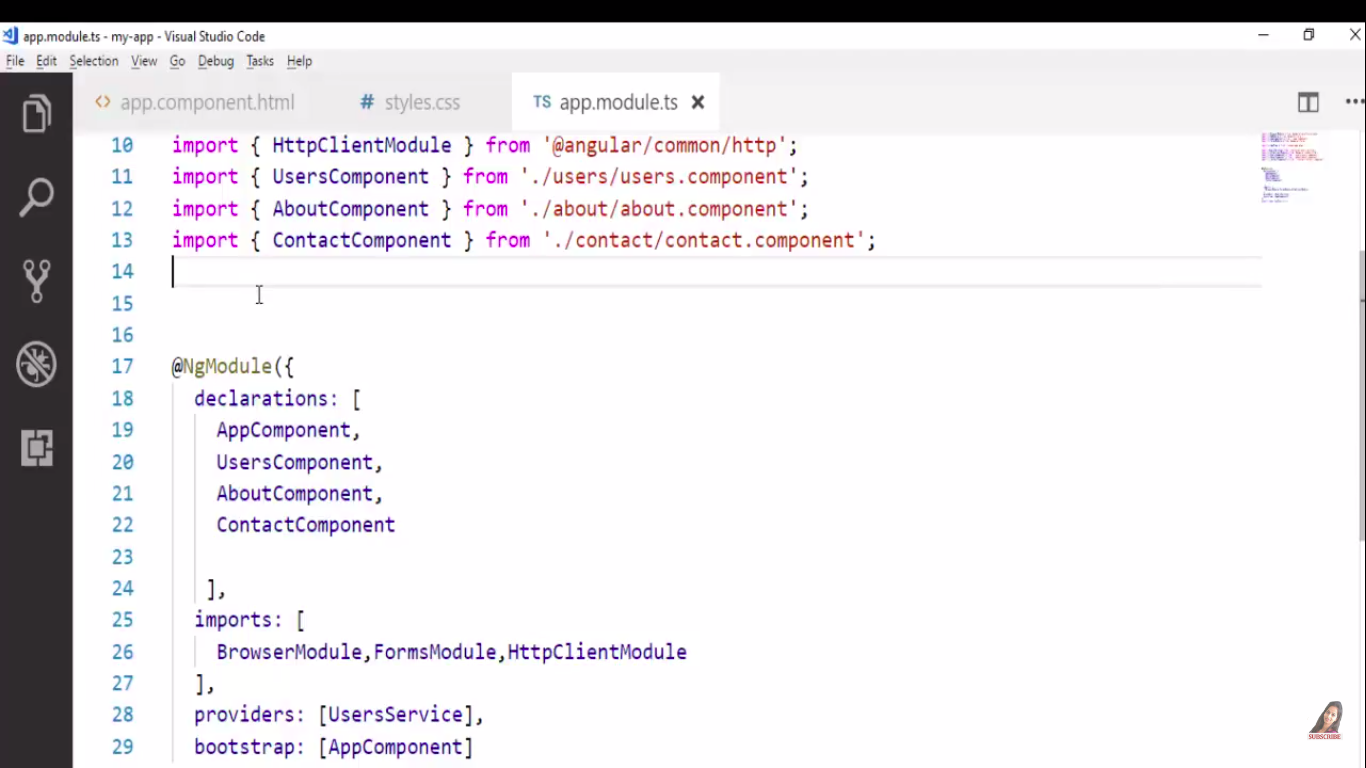 app.module.ts - my-app - Visual Studio Code
File Edit Selection View Go Debug Tasks Help
<> app.component.html # styles.css TS app.module.ts ×
10 import { HttpClientModule } from '@angular/common/http';
11 import { UsersComponent } from './users/users.component';
12 import { AboutComponent } from './about/about.component';
13 import { ContactComponent } from './contact/contact.component';
14
15
16
17 @NgModule({
18 declarations: [
19 AppComponent,
20 UsersComponent,
21 AboutComponent,
22 ContactComponent
23
24 ],
25 imports: [
26 BrowserModule,FormsModule,HttpClientModule
27 ],
28 providers: [UsersService],
29 bootstrap: [AppComponent]
SUBSCRIBE